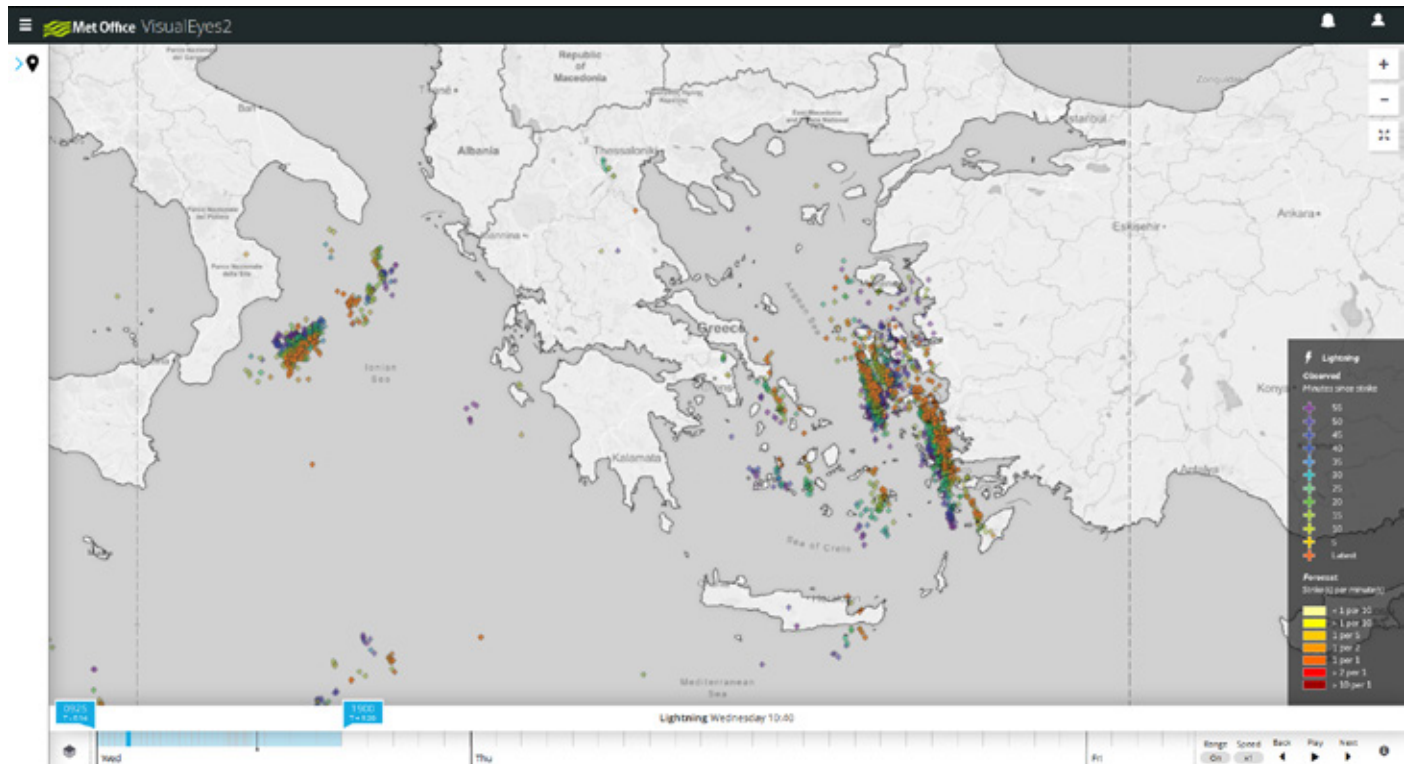 Met Office VisualEyes2
Republic
of
Macedonia
Bari
Albania
Thessaloniki
Istanbul
Eskisehir
Ankara
Ionian
Sea
Greece
Aegean Sea
Kalamata
Konya
Sea of Crete
Mediterranean
Sea
Lightning
Observed
Minutes since strike
55
50
45
40
35
30
25
20
15
10
5
Latest
Forecast
Strike(s) per minute(s)
< 1 per 10
> 1 per 10
1 per 5
1 per 2
1 per 1
> 2 per 1
> 10 per 1
0925
1900
Lightning Wednesday 10:40
Wed
Thu
Fri
Range Speed Back Play Next
On x1